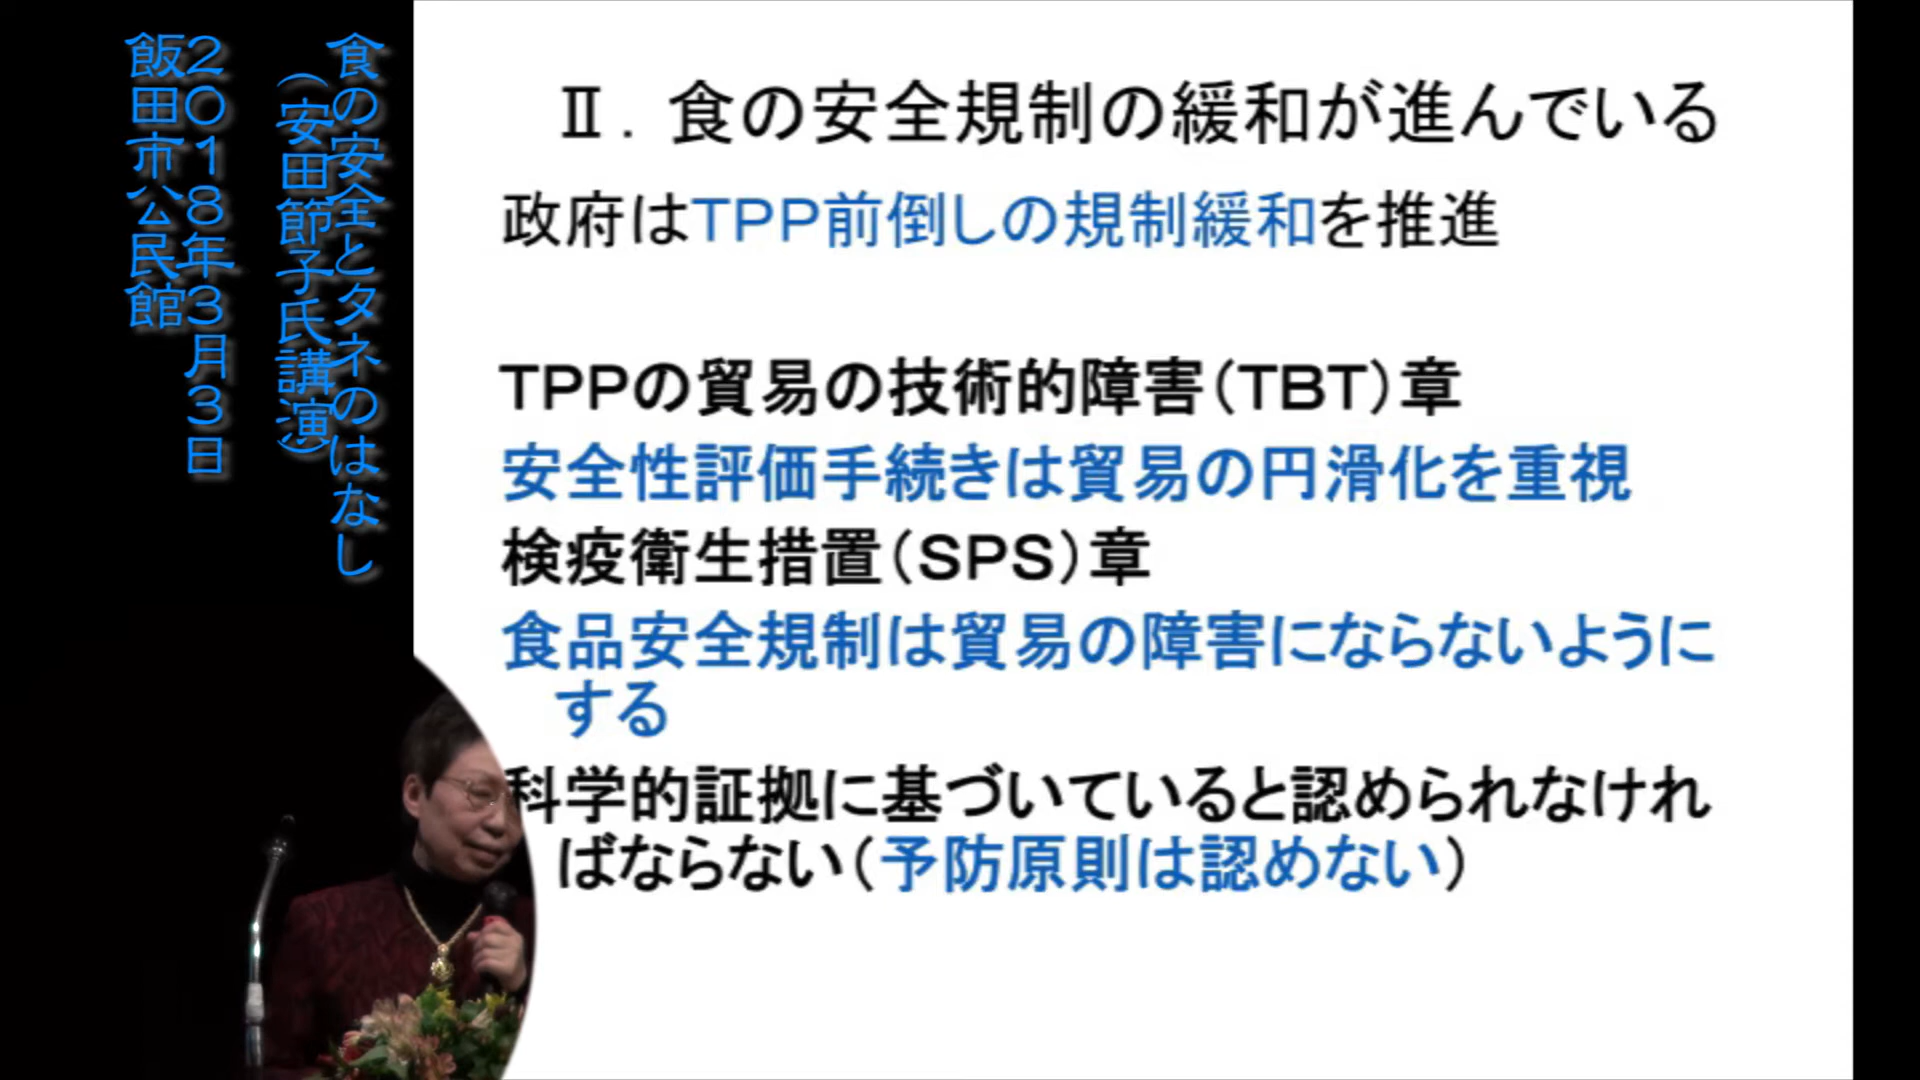 食の安全とタネのはなし
（安田節子氏講演）
２０１８年３月３日
飯田市公民館
Ⅱ．食の安全規制の緩和が進んでいる
政府はTPP前倒しの規制緩和を推進
TPPの貿易の技術的障害（TBT）章
安全性評価手続きは貿易の円滑化を重視
検疫衛生措置（SPS）章
食品安全規制は貿易の障害にならないように
する
科学的証拠に基づいていると認められなけれ
ばならない（予防原則は認めない）